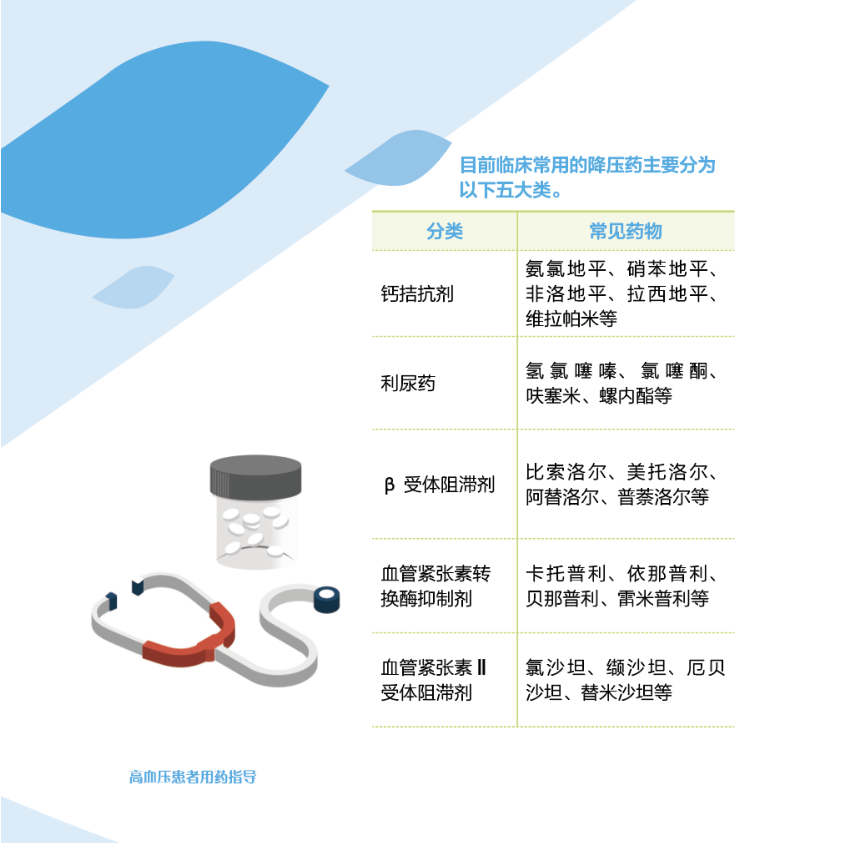 目前临床常用的降压药主要分为
以下五大类。
分类
常见药物
钙拮抗剂
氨氯地平、硝苯地平、
非洛地平、拉西地平、
维拉帕米等
利尿药
氢氯噻嗪、氯噻酮、
呋塞米、螺内酯等
β 受体阻滞剂
比索洛尔、美托洛尔、
阿替洛尔、普萘洛尔等
血管紧张素转
换酶抑制剂
卡托普利、依那普利、
贝那普利、雷米普利等
血管紧张素Ⅱ
受体阻滞剂
氯沙坦、缬沙坦、厄贝
沙坦、替米沙坦等
高血压患者用药指导